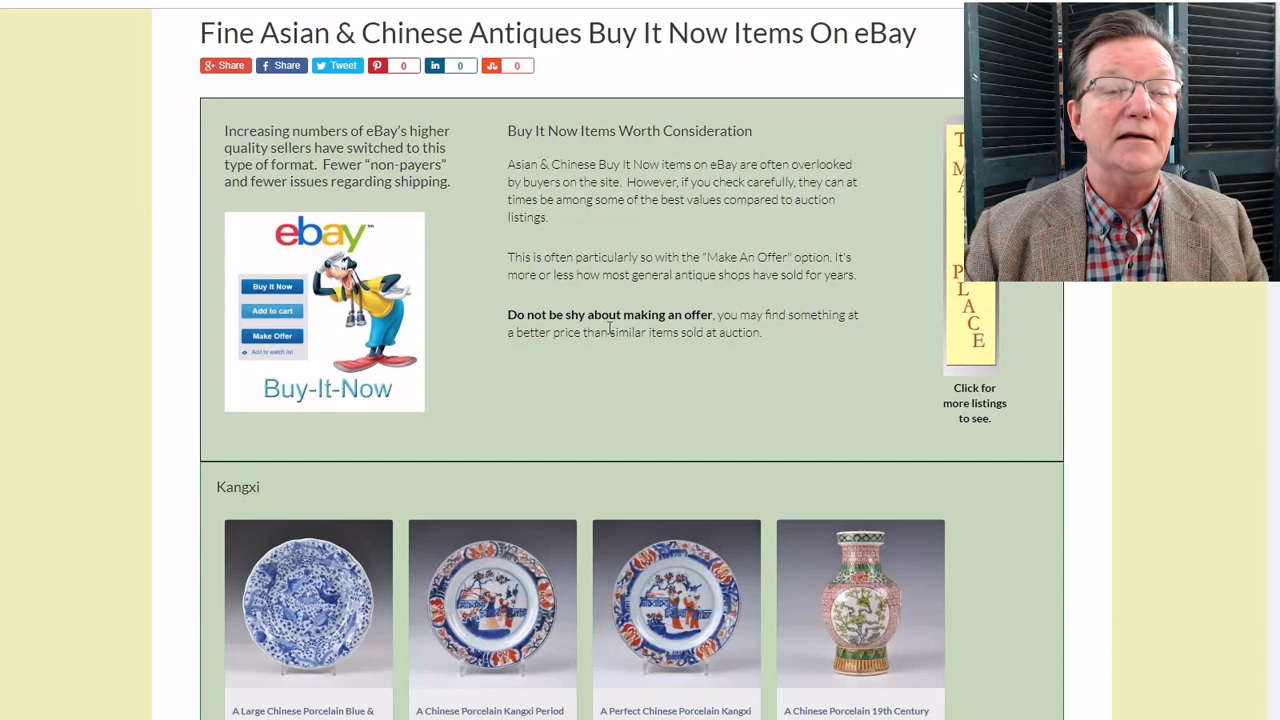 Fine Asian & Chinese Antiques Buy It Now Items On eBay
Share
Share
Tweet
0
0
0
Increasing numbers of eBay's higher
quality sellers have switched to this
type of format. Fewer “non-payers”
and fewer issues regarding shipping.
ebay™
Buy It Now
Add to cart
Make Offer
Add to watch list
Buy-It-Now
Buy It Now Items Worth Consideration
Asian & Chinese Buy It Now items on eBay are often overlooked
by buyers on the site. However, if you check carefully, they can at
times be among some of the best values compared to auction
listings.
This is often particularly so with the "Make An Offer" option. It's
more or less how most general antique shops have sold for years.
Do not be shy about making an offer, you may find something at
a better price than similar items sold at auction.
P
L
A
C
E
Click for
more listings
to see.
Kangxi
A Large Chinese Porcelain Blue &
A Chinese Porcelain Kangxi Period
A Perfect Chinese Porcelain Kangxi
A Chinese Porcelain 19th Century